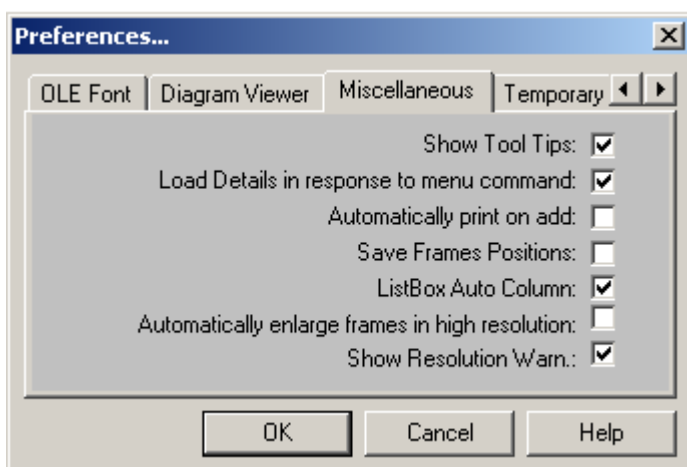 Preferences...
OLE Font Diagram Viewer Miscellaneous Temporary
Show Tool Tips:
Load Details in response to menu command:
Automatically print on add:
Save Frames Positions:
ListBox Auto Column:
Automatically enlarge frames in high resolution:
Show Resolution Warn.:
OK Cancel Help